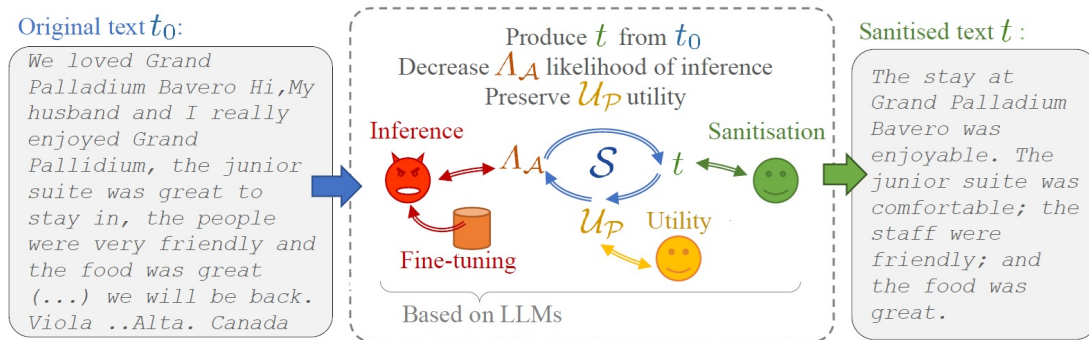 Original text t₀:
We loved Grand
Palladium Bavero Hi,My
husband and I really
enjoyed Grand
Pallidium, the junior
suite was great to
stay in, the people
were very friendly and
the food was great
(...) we will be back.
Viola ..Alta. Canada
Produce t from t₀
Decrease Λ_𝒜 likelihood of inference
Preserve 𝒰_𝒫 utility
Inference
Sanitisation
Λ_𝒜
𝒮
t
𝒰_𝒫
Utility
Fine-tuning
Based on LLMs
Sanitised text t :
The stay at
Grand Palladium
Bavero was
enjoyable. The
junior suite was
comfortable; the
staff were
friendly; and
the food was
great.